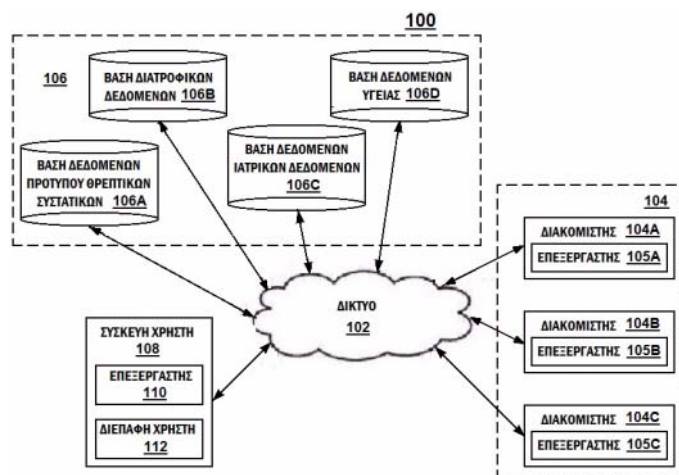 100
106
ΒΑΣΗ ΔΙΑΤΡΟΦΙΚΩΝ
ΔΕΔΟΜΕΝΩΝ 106B
ΒΑΣΗ ΔΕΔΟΜΕΝΩΝ
ΥΓΕΙΑΣ 106D
ΒΑΣΗ ΔΕΔΟΜΕΝΩΝ
ΠΡΟΤΥΠΟΥ ΘΡΕΠΤΙΚΩΝ
ΣΥΣΤΑΤΙΚΩΝ 106A
ΒΑΣΗ ΔΕΔΟΜΕΝΩΝ
ΙΑΤΡΙΚΩΝ ΔΕΔΟΜΕΝΩΝ
106C
104
ΔΙΑΚΟΜΙΣΤΗΣ 104A
ΕΠΕΞΕΡΓΑΣΤΗΣ 105A
ΔΙΚΤΥΟ
102
ΔΙΑΚΟΜΙΣΤΗΣ 104B
ΕΠΕΞΕΡΓΑΣΤΗΣ 105B
ΔΙΑΚΟΜΙΣΤΗΣ 104C
ΕΠΕΞΕΡΓΑΣΤΗΣ 105C
ΣΥΣΚΕΥΗ ΧΡΗΣΤΗ
108
ΕΠΕΞΕΡΓΑΣΤΗΣ
110
ΔΙΕΠΑΦΗ ΧΡΗΣΤΗ
112